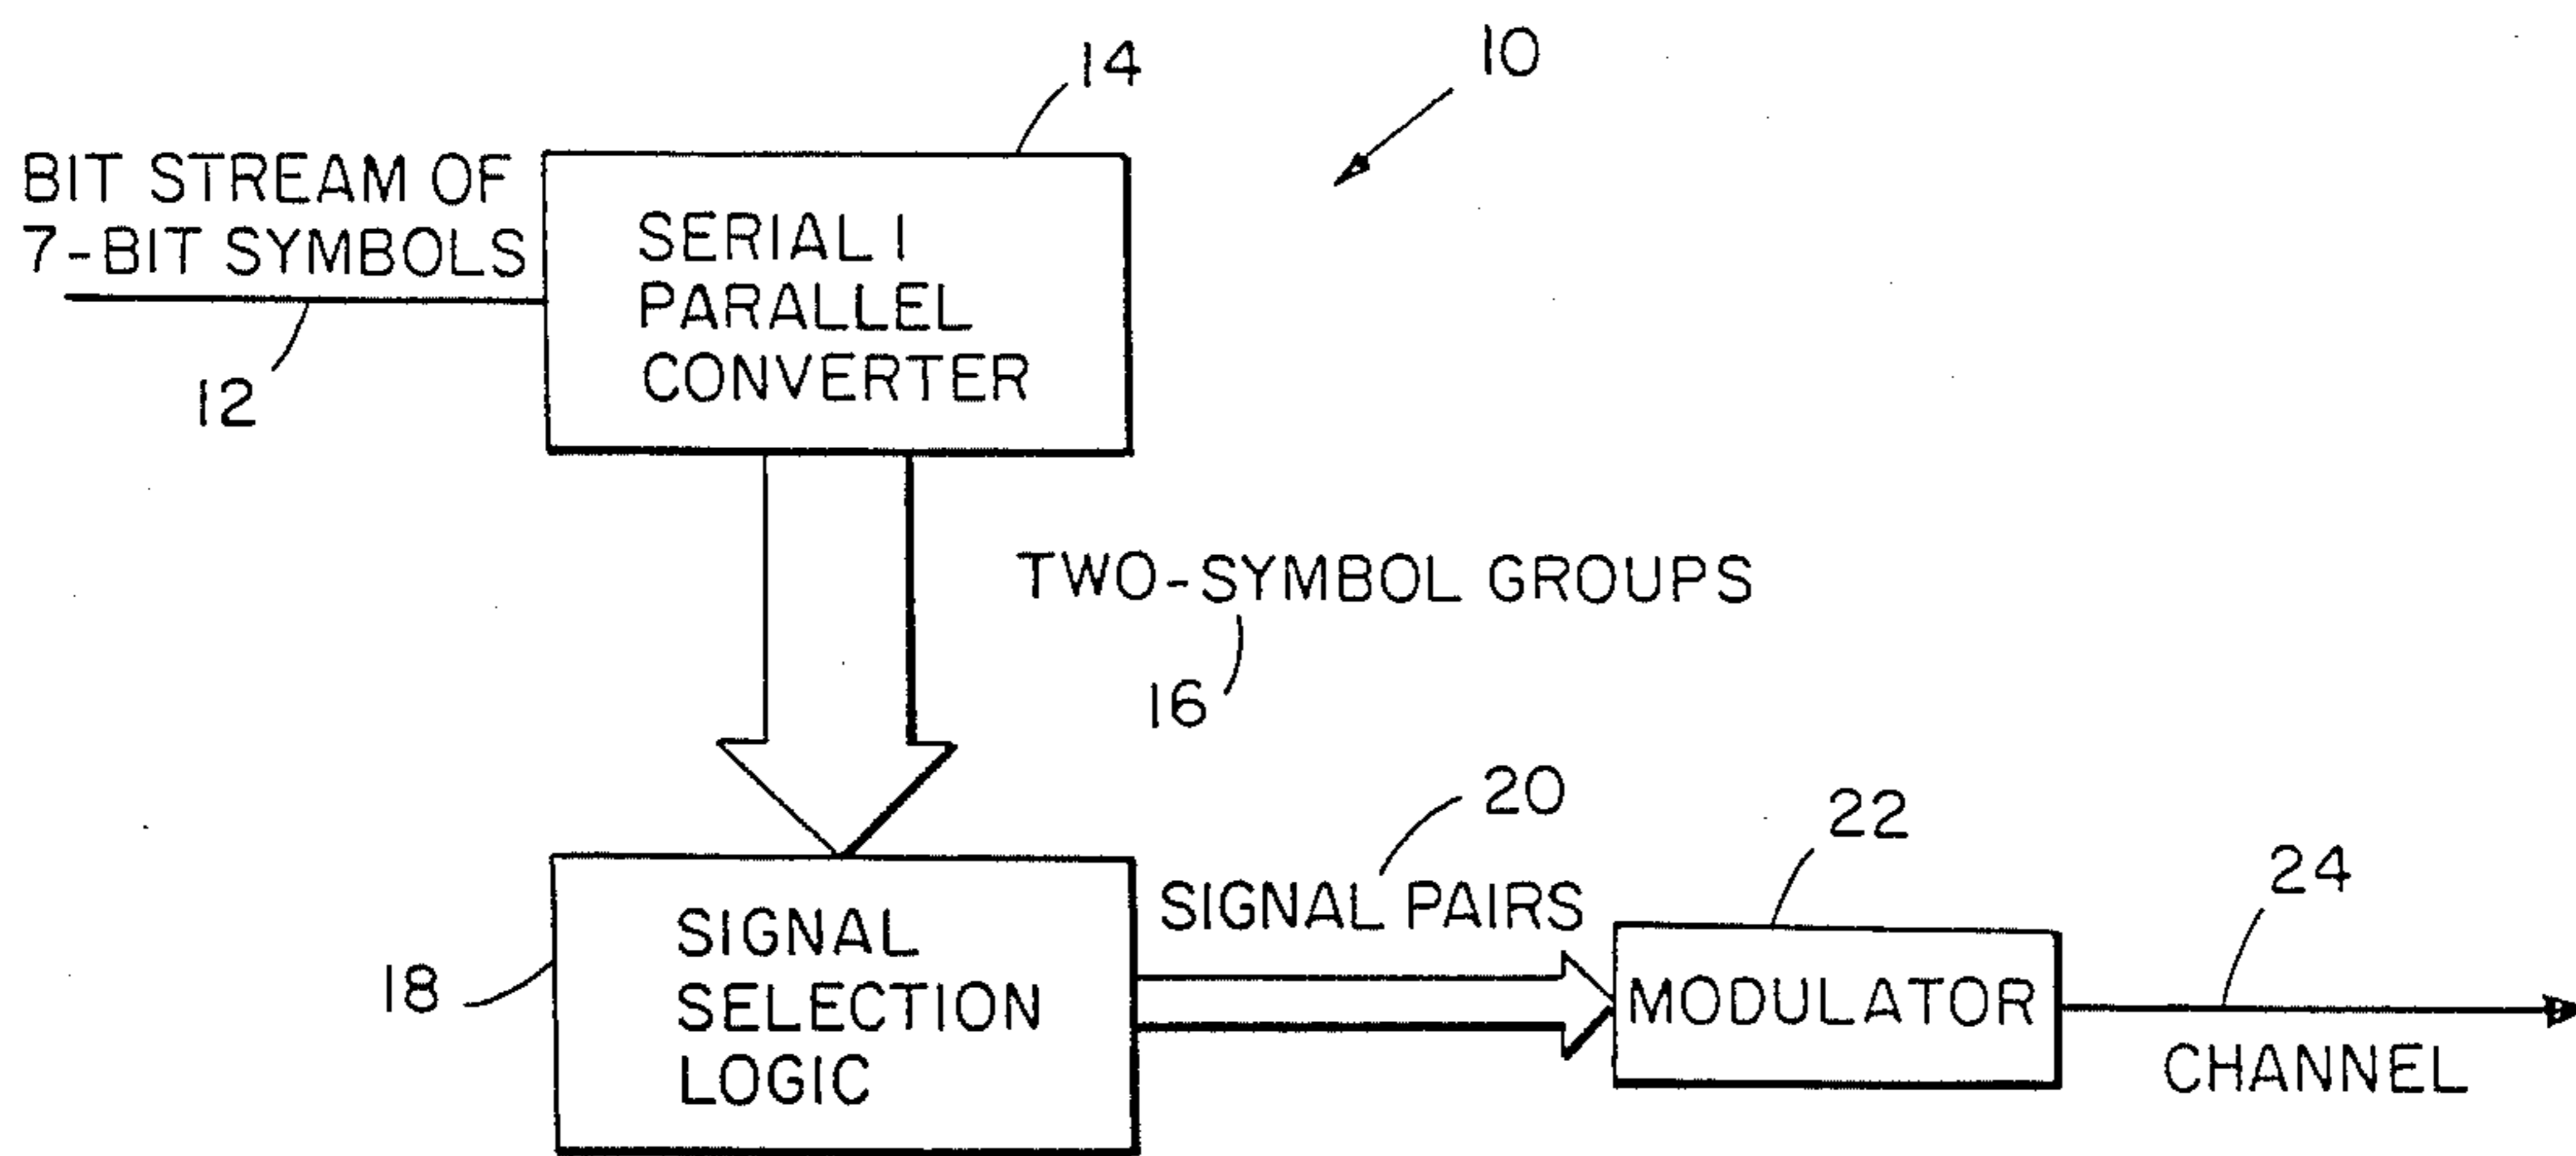 10
14
BIT STREAM OF
7-BIT SYMBOLS
12
SERIAL I
PARALLEL
CONVERTER
TWO-SYMBOL GROUPS
16
20
22
24
SIGNAL PAIRS
18
SIGNAL
SELECTION
LOGIC
MODULATOR
CHANNEL